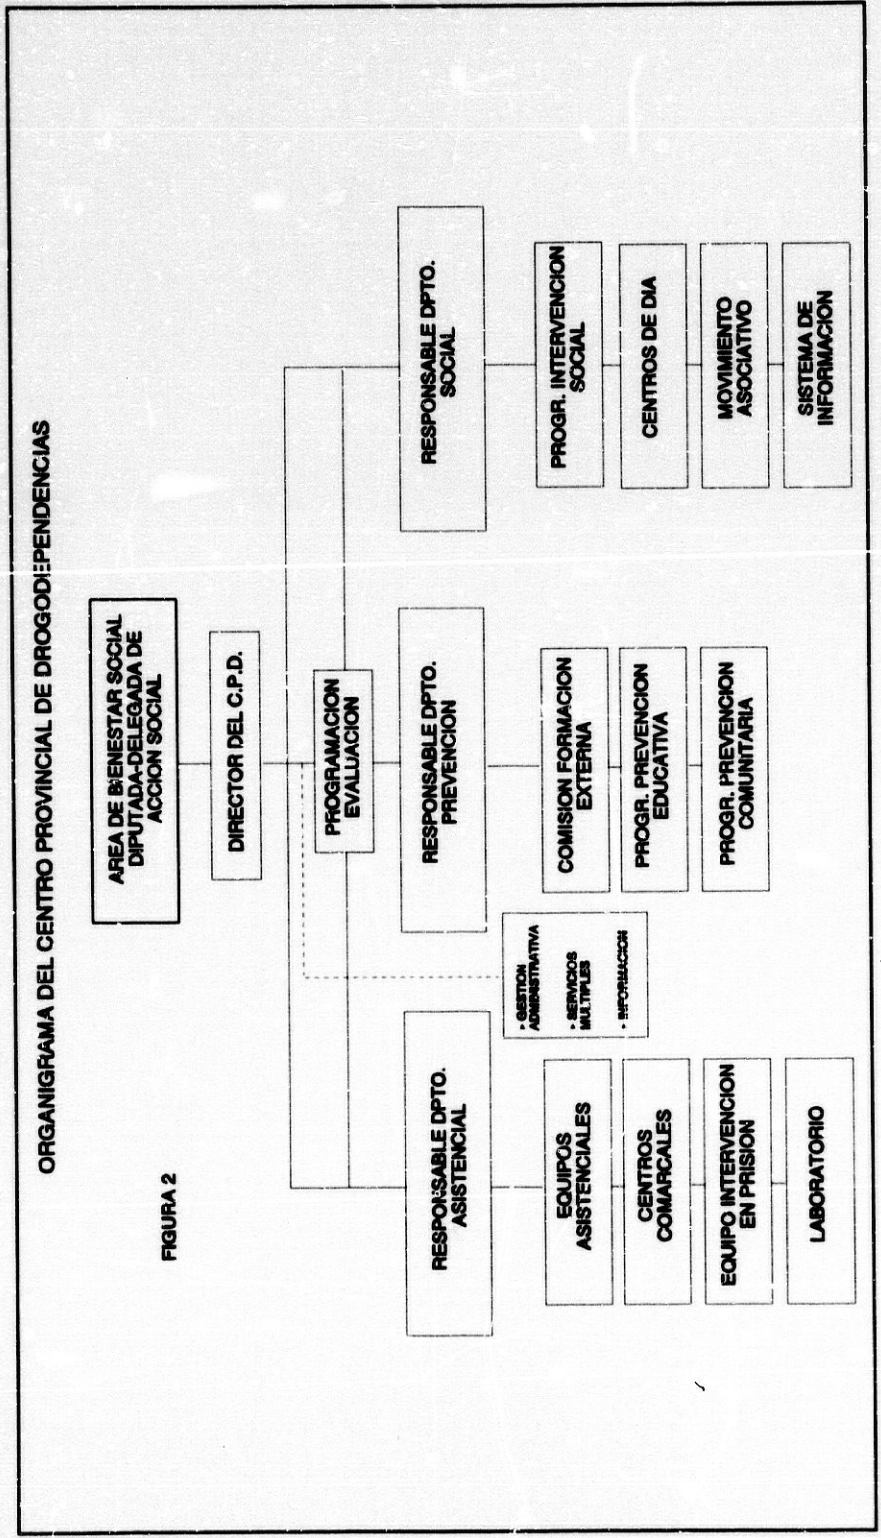 ORGANIGRAMA DEL CENTRO PROVINCIAL DE DROGODEPENDENCIAS
FIGURA 2
AREA DE BIENESTAR SOCIAL
DIPUTADA-DELEGADA DE
ACCION SOCIAL
DIRECTOR DEL C.P.D.
PROGRAMACION
EVALUACION
RESPONSABLE DPTO.
ASISTENCIAL
EQUIPOS
ASISTENCIALES
CENTROS
COMARCALES
EQUIPO INTERVENCION
EN PRISION
LABORATORIO
• GESTION
ADMINISTRATIVA
• SERVICIOS
MULTIPLES
• INFORMACION
RESPONSABLE DPTO.
PREVENCION
COMISION FORMACION
EXTERNA
PROGR. PREVENCION
EDUCATIVA
PROGR. PREVENCION
COMUNITARIA
RESPONSABLE DPTO.
SOCIAL
PROGR. INTERVENCION
SOCIAL
CENTROS DE DIA
MOVIMIENTO
ASOCIATIVO
SISTEMA DE
INFORMACION